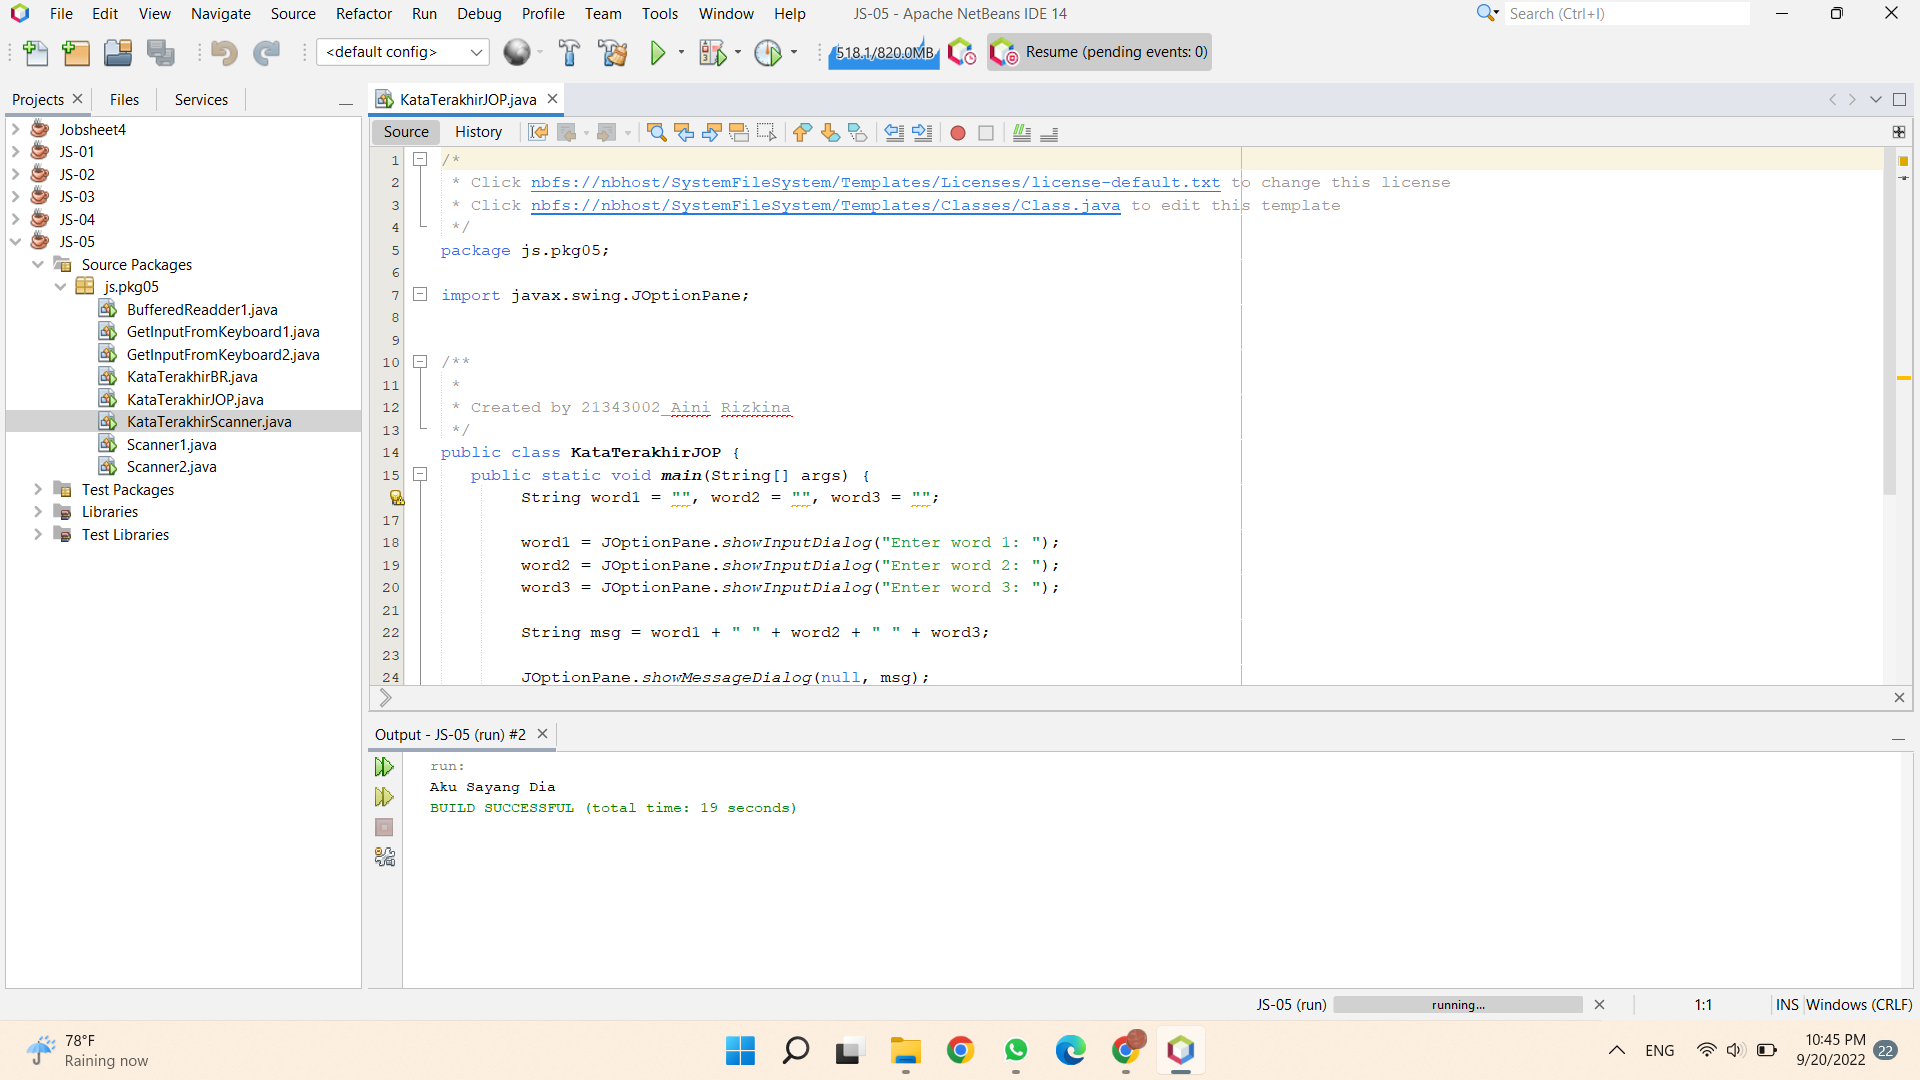 File Edit View Navigate Source Refactor Run Debug Profile Team Tools Window Help JS-05 - Apache NetBeans IDE 14 Search (Ctrl+I)
<default config> 518.1/820.0MB Resume (pending events: 0)
Projects Files Services
KataTerakhirJOP.java
Source History
Jobsheet4
JS-01
JS-02
JS-03
JS-04
JS-05
Source Packages
js.pkg05
BufferedReadder1.java
GetInputFromKeyboard1.java
GetInputFromKeyboard2.java
KataTerakhirBR.java
KataTerakhirJOP.java
KataTerakhirScanner.java
Scanner1.java
Scanner2.java
Test Packages
Libraries
Test Libraries
1 /*
2 * Click nbfs://nbhost/SystemFileSystem/Templates/Licenses/license-default.txt to change this license
3 * Click nbfs://nbhost/SystemFileSystem/Templates/Classes/Class.java to edit this template
4 */
5 package js.pkg05;
6
7 import javax.swing.JOptionPane;
8
9
10 /**
11 *
12 * Created by 21343002_Aini Rizkina
13 */
14 public class KataTerakhirJOP {
15 public static void main(String[] args) {
String word1 = "", word2 = "", word3 = "";
17
18 word1 = JOptionPane.showInputDialog("Enter word 1: ");
19 word2 = JOptionPane.showInputDialog("Enter word 2: ");
20 word3 = JOptionPane.showInputDialog("Enter word 3: ");
21
22 String msg = word1 + " " + word2 + " " + word3;
23
24 JOptionPane.showMessageDialog(null, msg);
Output - JS-05 (run) #2
run:
Aku Sayang Dia
BUILD SUCCESSFUL (total time: 19 seconds)
JS-05 (run) running... 1:1 INS Windows (CRLF)
78°F
Raining now
ENG
10:45 PM
9/20/2022
22